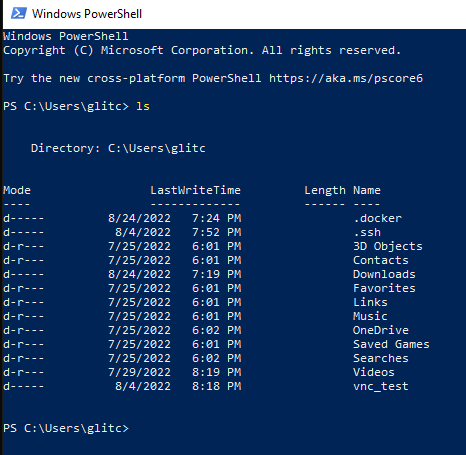 Windows PowerShell
Windows PowerShell
Copyright (C) Microsoft Corporation. All rights reserved.
Try the new cross-platform PowerShell https://aka.ms/pscore6
PS C:\Users\glitc> ls
Directory: C:\Users\glitc
Mode LastWriteTime Length Name
---- ------------- ------ ----
d----- 8/24/2022 7:24 PM .docker
d----- 8/4/2022 7:52 PM .ssh
d-r--- 7/25/2022 6:01 PM 3D Objects
d-r--- 7/25/2022 6:01 PM Contacts
d----- 8/24/2022 7:19 PM Downloads
d-r--- 7/25/2022 6:01 PM Favorites
d-r--- 7/25/2022 6:01 PM Links
d-r--- 7/25/2022 6:01 PM Music
d-r--- 7/25/2022 6:02 PM OneDrive
d-r--- 7/25/2022 6:01 PM Saved Games
d-r--- 7/25/2022 6:02 PM Searches
d-r--- 7/29/2022 8:19 PM Videos
d----- 8/4/2022 8:18 PM vnc_test
PS C:\Users\glitc>